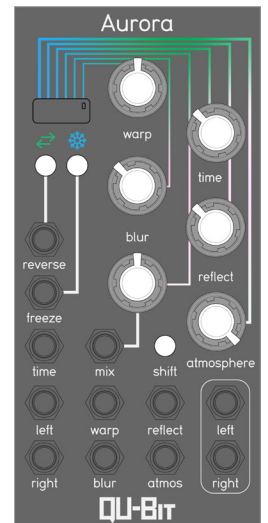 Aurora
warp
time
blur
reflect
atmosphere
reverse
freeze
time mix shift
left warp reflect left
right blur atmos right
QU-Bit